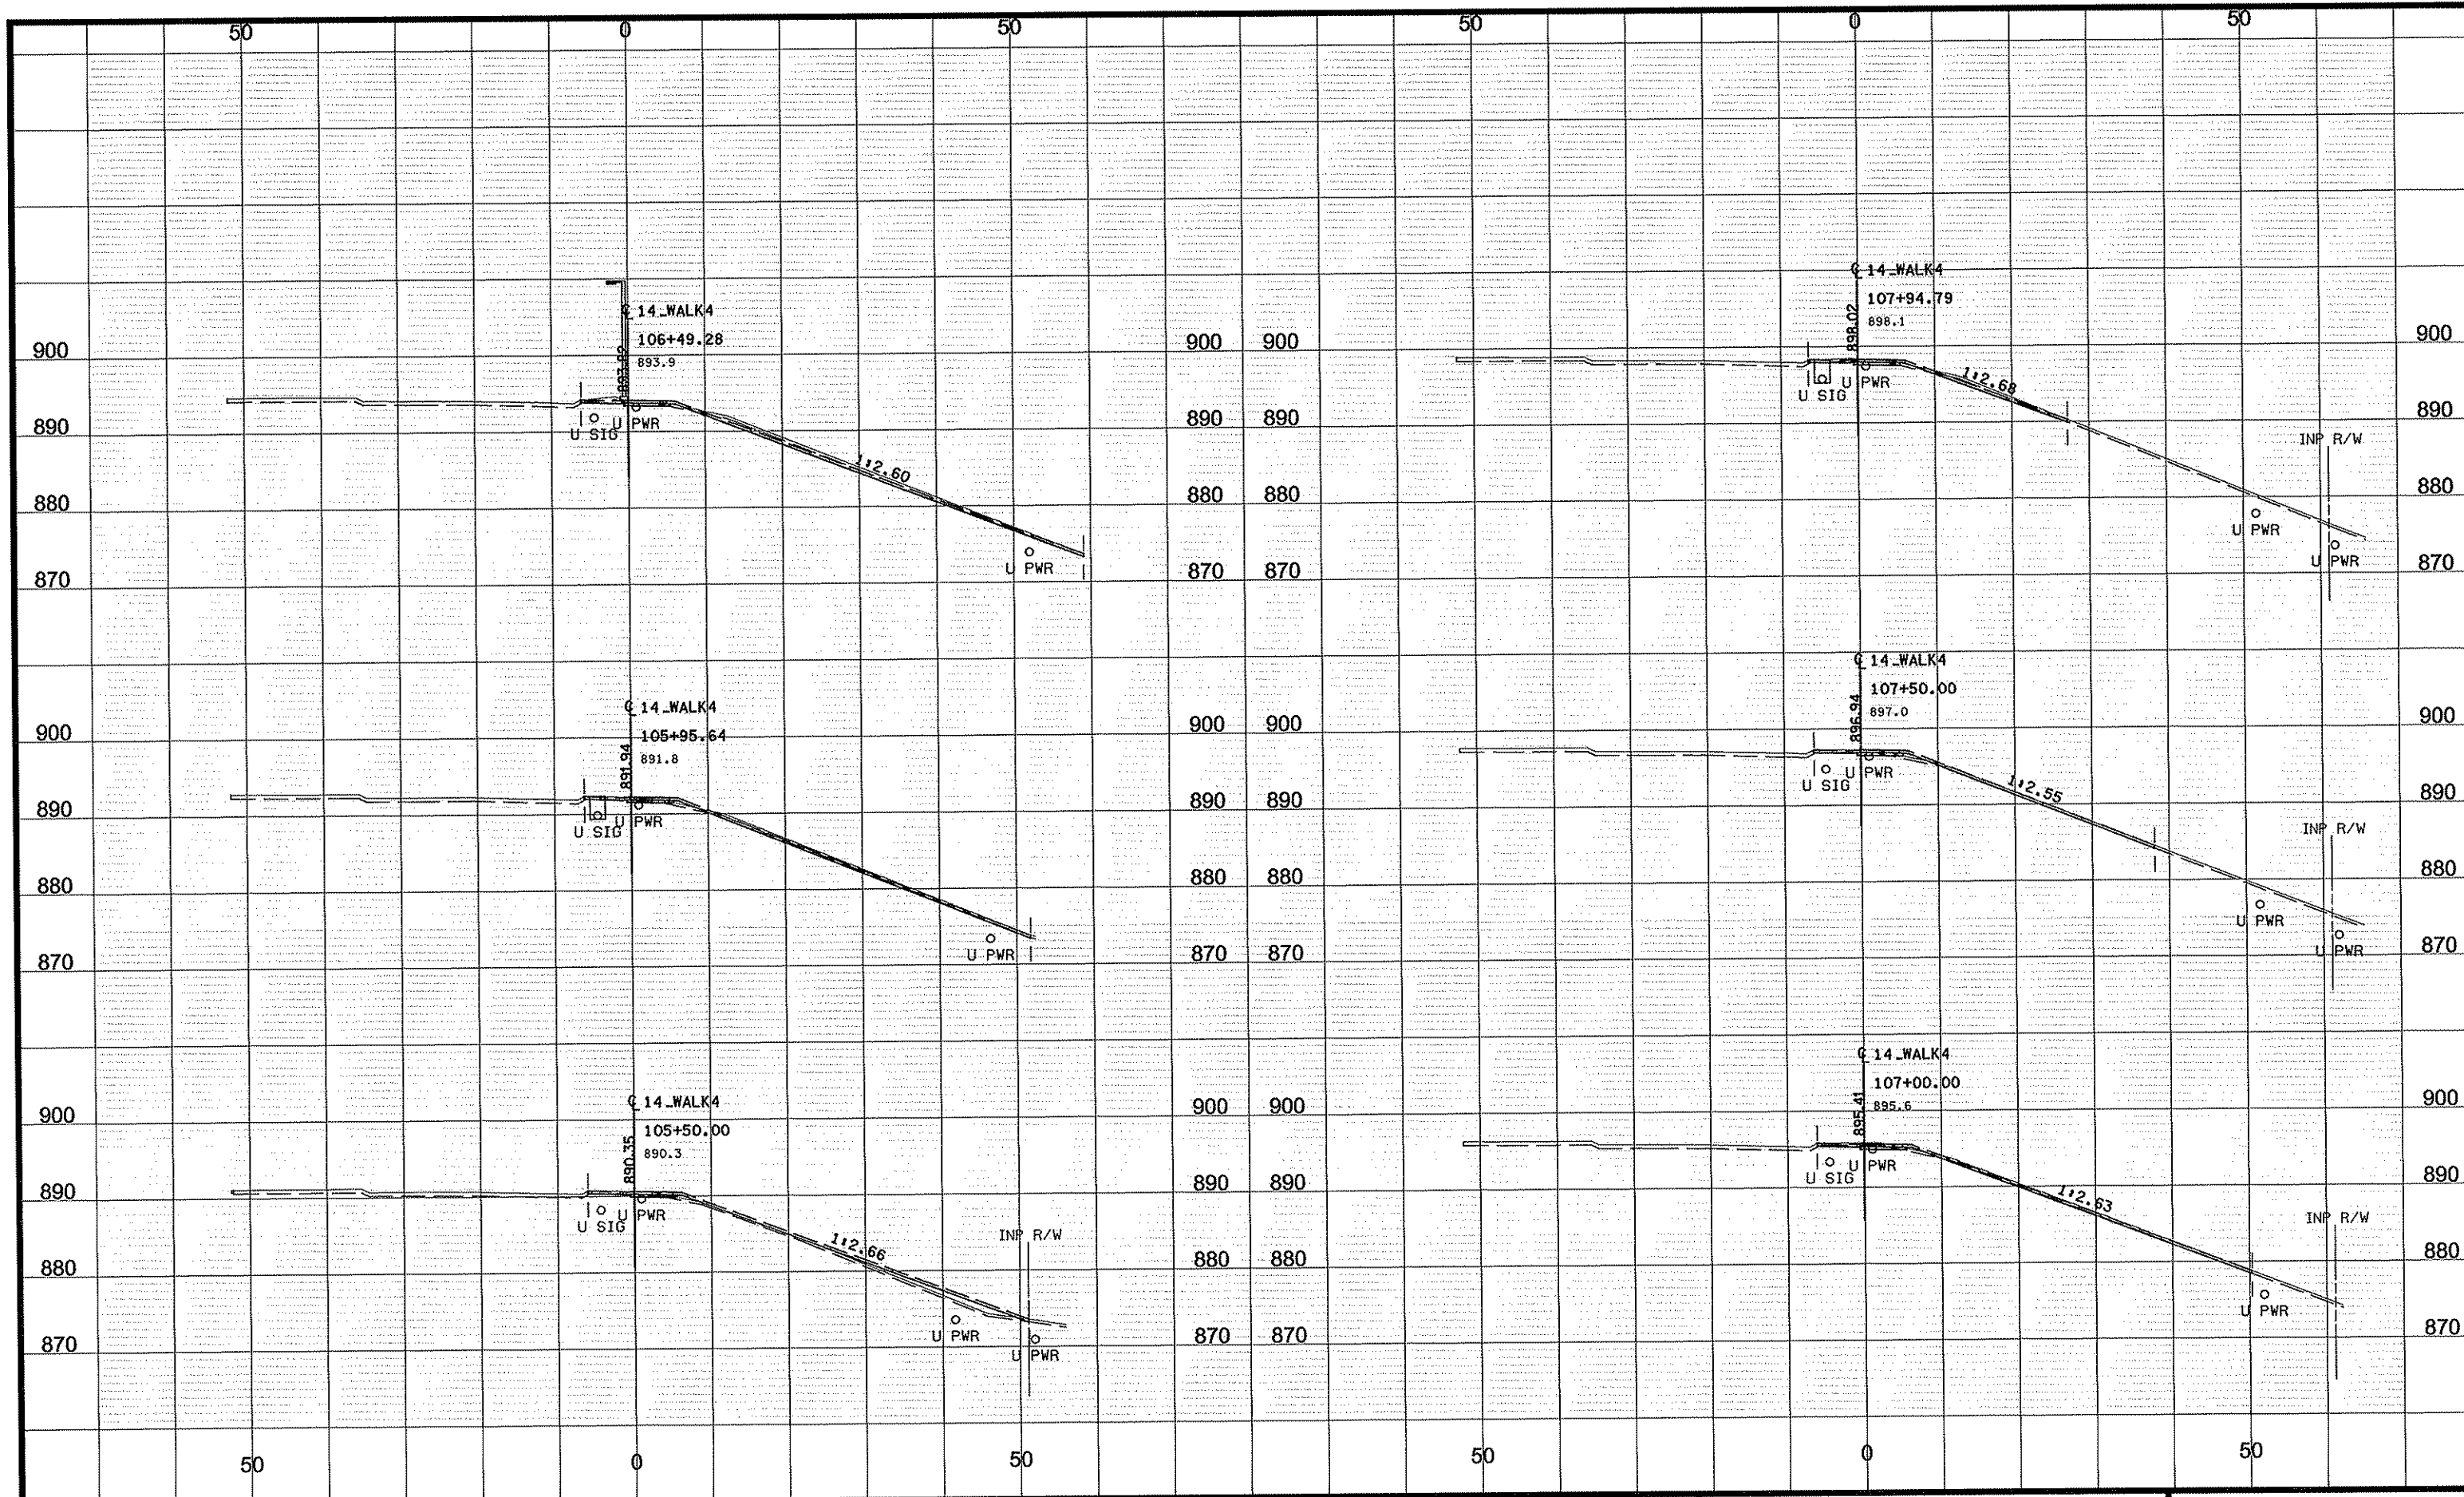 50 0 50 50 0 50
14_WALK4
106+49.28
893.9
900 900 900 900
U SIG U PWR
890 890 890 890
1:2.60
880 880 880 880
U PWR
870 870 870 870
14_WALK4
107+94.79
898.02
898.1
U SIG U PWR
1:2.68
INP R/W
U PWR
U PWR
14_WALK4
105+95.64
891.94
891.8
900 900 900 900
U SIG U PWR
890 890 890 890
880 880 880 880
U PWR
870 870 870 870
14_WALK4
107+50.00
896.94
897.0
U SIG U PWR
1:2.55
INP R/W
U PWR
U PWR
14_WALK4
105+50.00
890.35
890.3
900 900 900 900
U SIG U PWR
890 890 890 890
1:2.66
INP R/W
880 880 880 880
U PWR
U PWR
870 870 870 870
14_WALK4
107+00.00
895.41
895.6
U SIG U PWR
1:2.63
INP R/W
U PWR
50 0 50 50 0 50